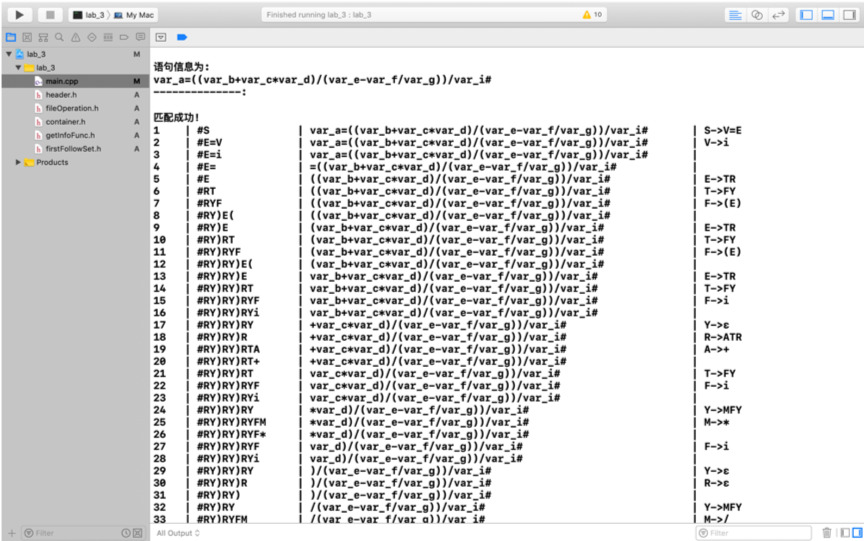 lab_3 〉 My Mac
Finished running lab_3 : lab_3
10
lab_3 M
lab_3
main.cpp M
header.h A
fileOperation.h A
container.h A
getInfoFunc.h A
firstFollowSet.h A
Products
语句信息为:
var_a=((var_b+var_c*var_d)/(var_e-var_f/var_g))/var_i#
--------------:
匹配成功!
1 | #S | var_a=((var_b+var_c*var_d)/(var_e-var_f/var_g))/var_i# | S->V=E
2 | #E=V | var_a=((var_b+var_c*var_d)/(var_e-var_f/var_g))/var_i# | V->i
3 | #E=i | var_a=((var_b+var_c*var_d)/(var_e-var_f/var_g))/var_i# |
4 | #E= | =((var_b+var_c*var_d)/(var_e-var_f/var_g))/var_i# |
5 | #E | ((var_b+var_c*var_d)/(var_e-var_f/var_g))/var_i# | E->TR
6 | #RT | ((var_b+var_c*var_d)/(var_e-var_f/var_g))/var_i# | T->FY
7 | #RYF | ((var_b+var_c*var_d)/(var_e-var_f/var_g))/var_i# | F->(E)
8 | #RY)E( | ((var_b+var_c*var_d)/(var_e-var_f/var_g))/var_i# |
9 | #RY)E | (var_b+var_c*var_d)/(var_e-var_f/var_g))/var_i# | E->TR
10 | #RY)RT | (var_b+var_c*var_d)/(var_e-var_f/var_g))/var_i# | T->FY
11 | #RY)RYF | (var_b+var_c*var_d)/(var_e-var_f/var_g))/var_i# | F->(E)
12 | #RY)RY)E( | (var_b+var_c*var_d)/(var_e-var_f/var_g))/var_i# |
13 | #RY)RY)E | var_b+var_c*var_d)/(var_e-var_f/var_g))/var_i# | E->TR
14 | #RY)RY)RT | var_b+var_c*var_d)/(var_e-var_f/var_g))/var_i# | T->FY
15 | #RY)RY)RYF | var_b+var_c*var_d)/(var_e-var_f/var_g))/var_i# | F->i
16 | #RY)RY)RYi | var_b+var_c*var_d)/(var_e-var_f/var_g))/var_i# |
17 | #RY)RY)RY | +var_c*var_d)/(var_e-var_f/var_g))/var_i# | Y->ε
18 | #RY)RY)R | +var_c*var_d)/(var_e-var_f/var_g))/var_i# | R->ATR
19 | #RY)RY)RTA | +var_c*var_d)/(var_e-var_f/var_g))/var_i# | A->+
20 | #RY)RY)RT+ | +var_c*var_d)/(var_e-var_f/var_g))/var_i# |
21 | #RY)RY)RT | var_c*var_d)/(var_e-var_f/var_g))/var_i# | T->FY
22 | #RY)RY)RYF | var_c*var_d)/(var_e-var_f/var_g))/var_i# | F->i
23 | #RY)RY)RYi | var_c*var_d)/(var_e-var_f/var_g))/var_i# |
24 | #RY)RY)RY | *var_d)/(var_e-var_f/var_g))/var_i# | Y->MFY
25 | #RY)RY)RYFM | *var_d)/(var_e-var_f/var_g))/var_i# | M->*
26 | #RY)RY)RYF* | *var_d)/(var_e-var_f/var_g))/var_i# |
27 | #RY)RY)RYF | var_d)/(var_e-var_f/var_g))/var_i# | F->i
28 | #RY)RY)RYi | var_d)/(var_e-var_f/var_g))/var_i# |
29 | #RY)RY)RY | )/(var_e-var_f/var_g))/var_i# | Y->ε
30 | #RY)RY)R | )/(var_e-var_f/var_g))/var_i# | R->ε
31 | #RY)RY) | )/(var_e-var_f/var_g))/var_i# |
32 | #RY)RY | /(var_e-var_f/var_g))/var_i# | Y->MFY
33 | #RY)RYFM | /(var_e-var_f/var_g))/var_i# | M->/
Filter
All Output
Filter